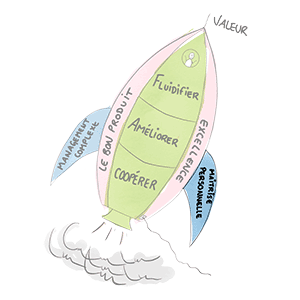 VALEUR
FLUIDIFIER
AMÉLIORER
COOPÉRER
LE BON PRODUIT
EXCELLENCE
MANAGEMENT
COMPLEXE
MAÎTRISE
PERSONNELLE